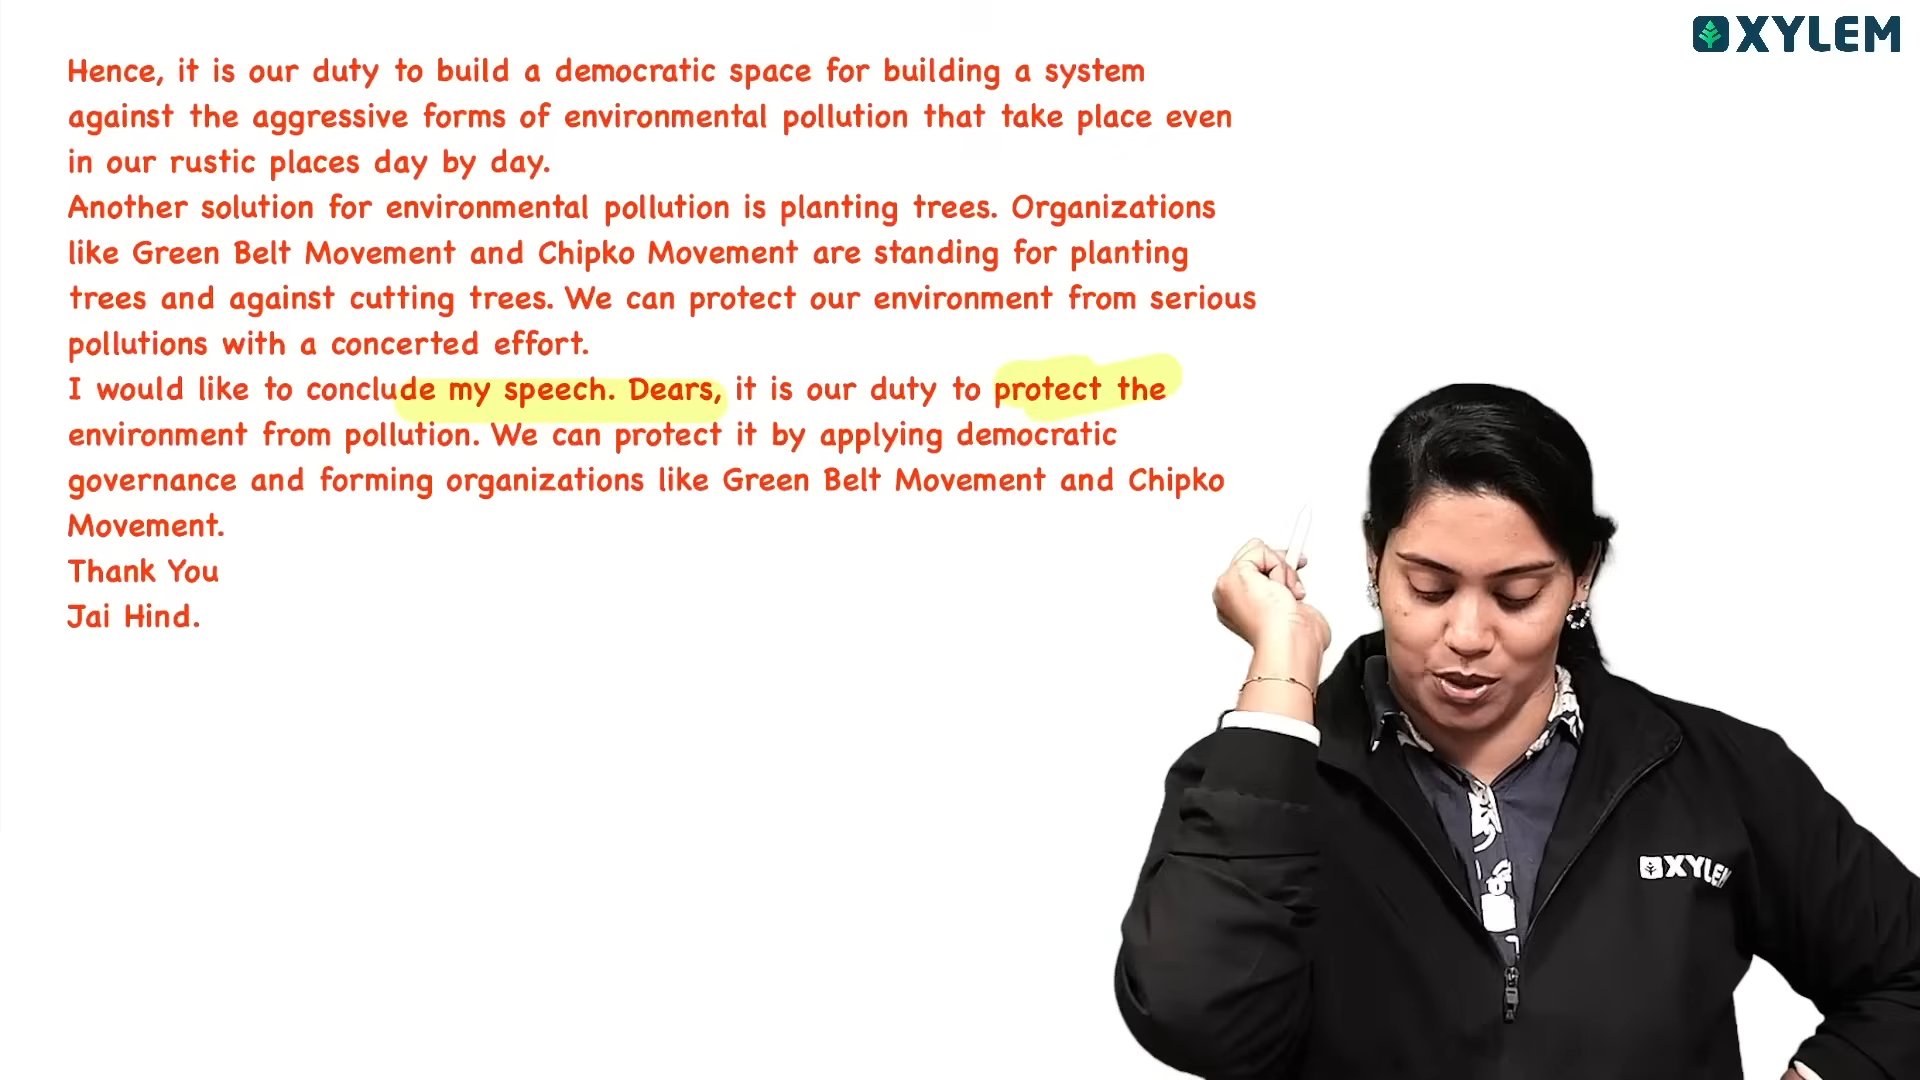 XYLEM
Hence, it is our duty to build a democratic space for building a system
against the aggressive forms of environmental pollution that take place even
in our rustic places day by day.
Another solution for environmental pollution is planting trees. Organizations
like Green Belt Movement and Chipko Movement are standing for planting
trees and against cutting trees. We can protect our environment from serious
pollutions with a concerted effort.
I would like to conclude my speech. Dears, it is our duty to protect the
environment from pollution. We can protect it by applying democratic
governance and forming organizations like Green Belt Movement and Chipko
Movement.
Thank You
Jai Hind.
XYLEM